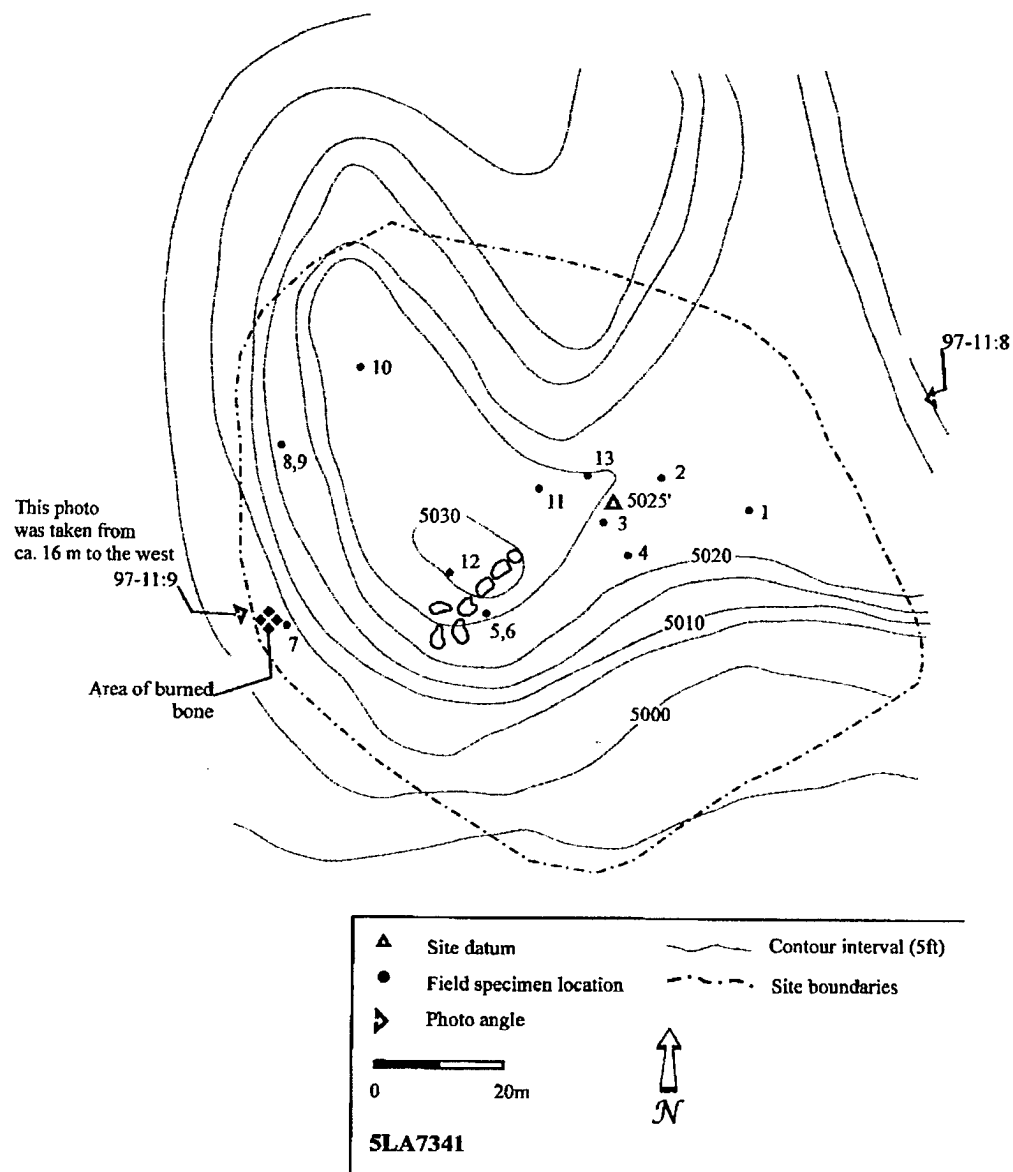 97-11:8
10
8,9
13
2
11
5025'
1
3
This photo
was taken from
ca. 16 m to the west
97-11:9
5030
12
4
5020
5,6
5010
7
Area of burned
bone
5000
Site datum
Contour interval (5ft)
Field specimen location
Site boundaries
Photo angle
0
20m
N
5LA7341